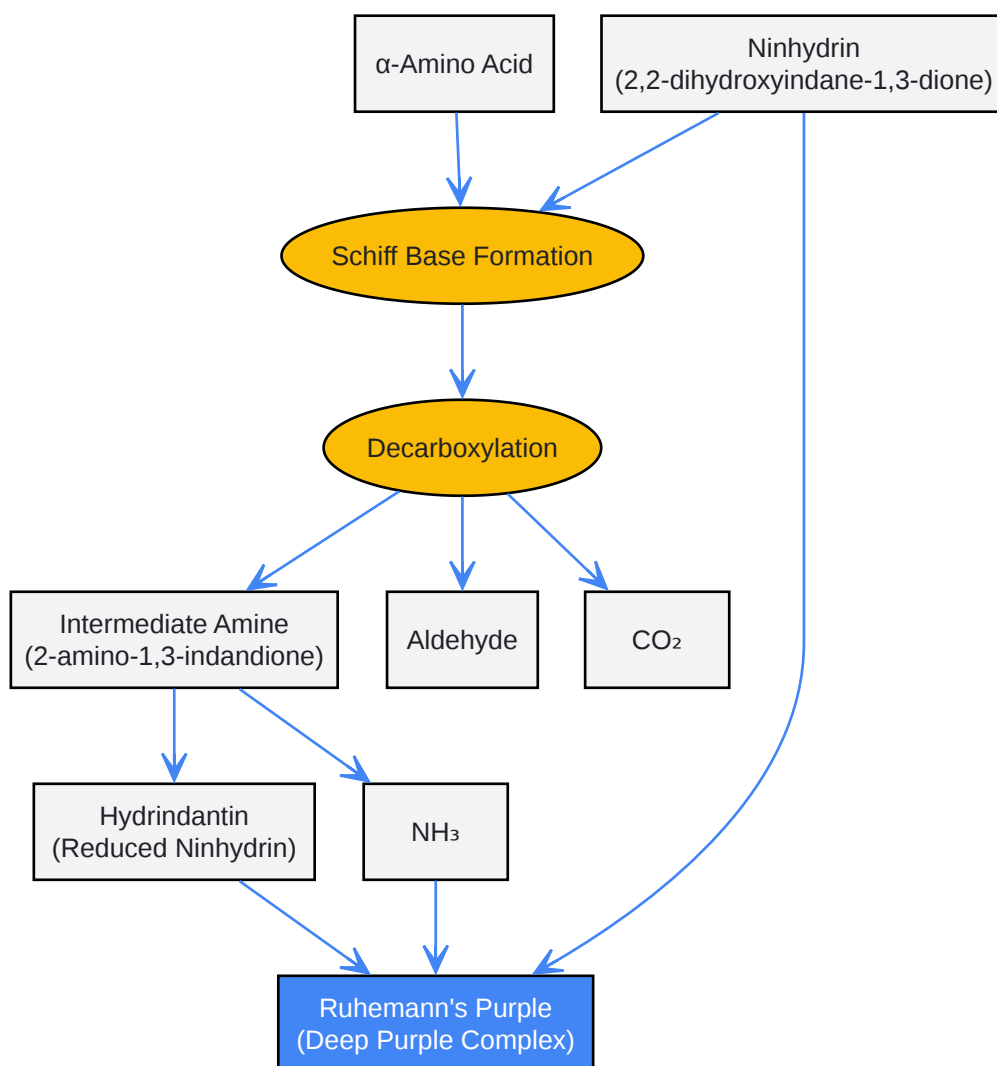 α-Amino Acid
Ninhydrin
(2,2-dihydroxyindane-1,3-dione)
Schiff Base Formation
Decarboxylation
Intermediate Amine
(2-amino-1,3-indandione)
Aldehyde
CO₂
Hydrindantin
(Reduced Ninhydrin)
NH₃
Ruhemann's Purple
(Deep Purple Complex)